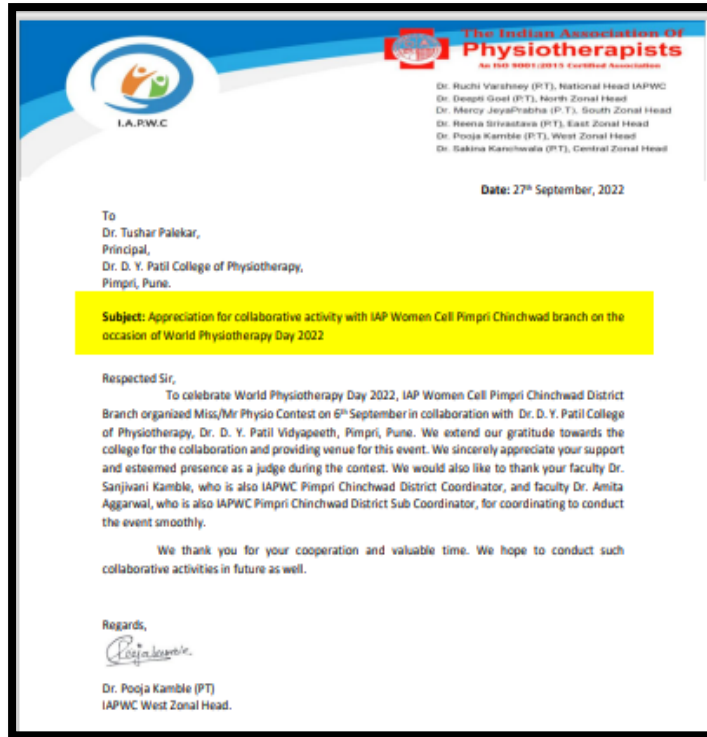 I.A.P.W.C
The Indian Association Of
Physiotherapists
An ISO 9001:2015 Certified Association
Dr. Ruchi Varshney (P.T), National Head IAPWC
Dr. Deepti Goel (P.T), North Zonal Head
Dr. Mercy JeyaPrabha (P.T), South Zonal Head
Dr. Reena Srivastava (P.T), East Zonal Head
Dr. Pooja Kamble (P.T), West Zonal Head
Dr. Sakina Kanchwala (P.T), Central Zonal Head
Date: 27th September, 2022
To
Dr. Tushar Palekar,
Principal,
Dr. D. Y. Patil College of Physiotherapy,
Pimpri, Pune.
Subject: Appreciation for collaborative activity with IAP Women Cell Pimpri Chinchwad branch on the
occasion of World Physiotherapy Day 2022
Respected Sir,
To celebrate World Physiotherapy Day 2022, IAP Women Cell Pimpri Chinchwad District
Branch organized Miss/Mr Physio Contest on 6th September in collaboration with Dr. D. Y. Patil College
of Physiotherapy, Dr. D. Y. Patil Vidyapeeth, Pimpri, Pune. We extend our gratitude towards the
college for the collaboration and providing venue for this event. We sincerely appreciate your support
and esteemed presence as a judge during the contest. We would also like to thank your faculty Dr.
Sanjivani Kamble, who is also IAPWC Pimpri Chinchwad District Coordinator, and faculty Dr. Amita
Aggarwal, who is also IAPWC Pimpri Chinchwad District Sub Coordinator, for coordinating to conduct
the event smoothly.
We thank you for your cooperation and valuable time. We hope to conduct such
collaborative activities in future as well.
Regards,
Poojakamble
Dr. Pooja Kamble (PT)
IAPWC West Zonal Head.